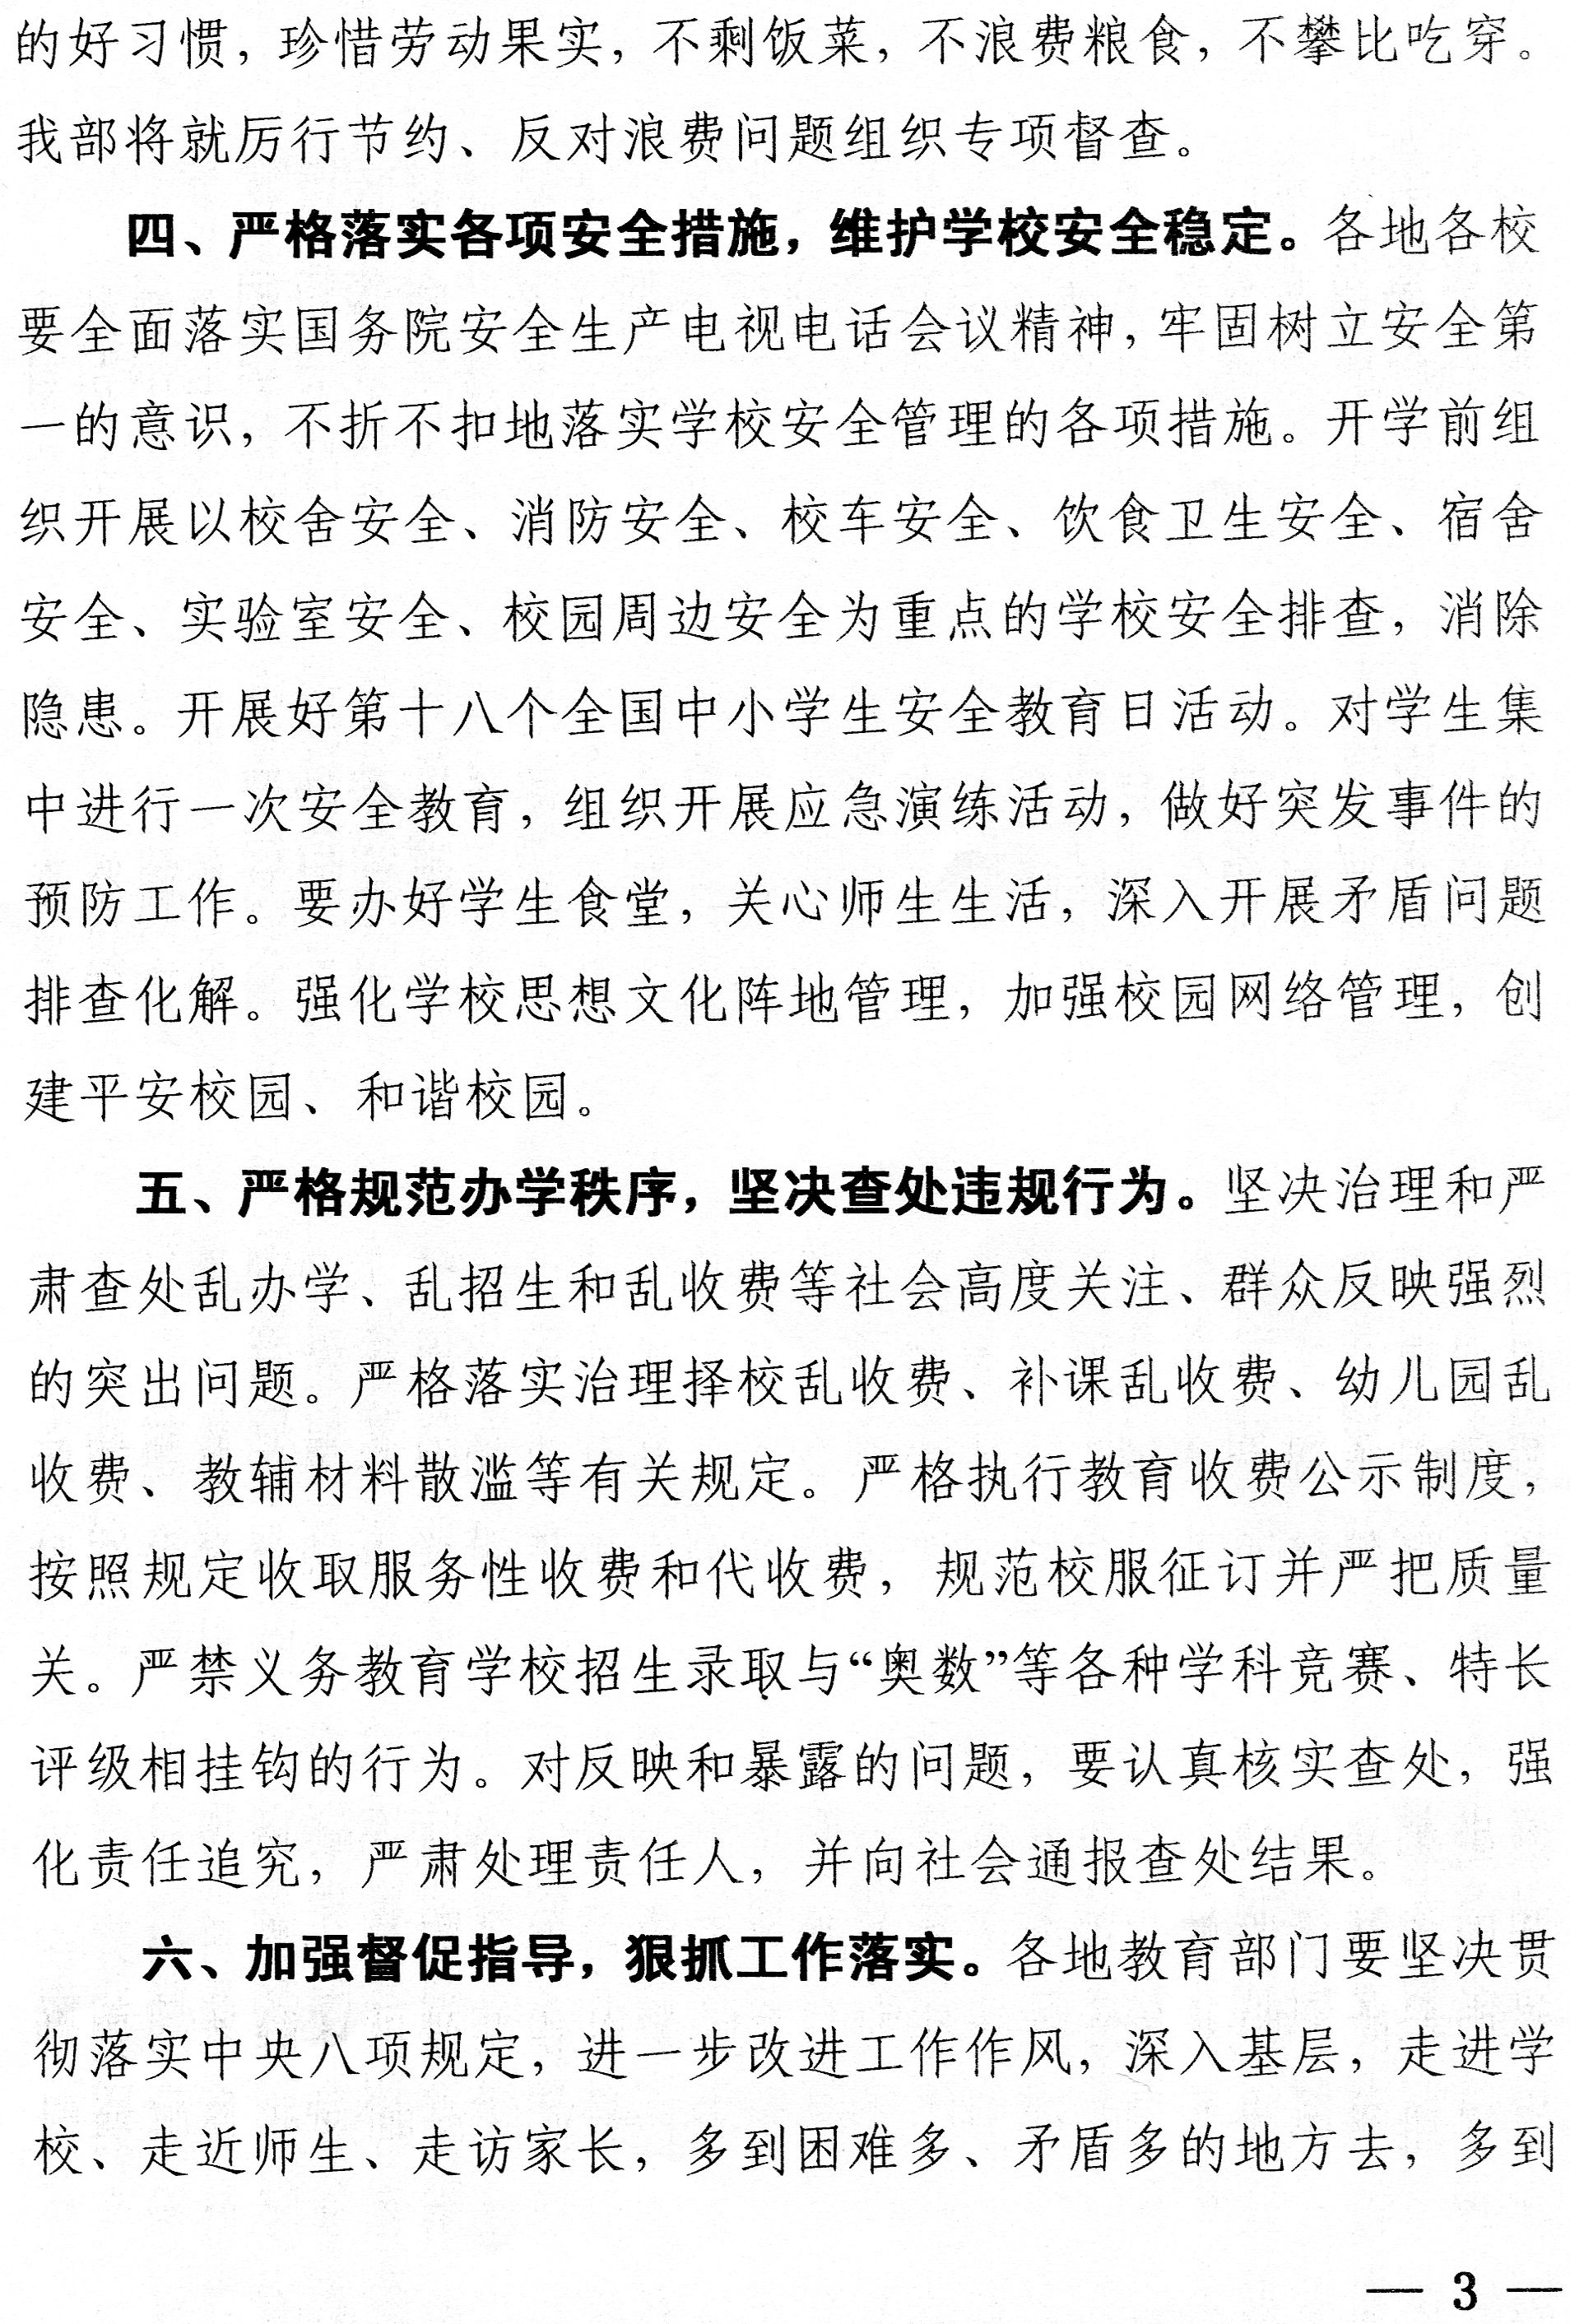 的好习惯，珍惜劳动果实，不剩饭菜，不浪费粮食，不攀比吃穿。
我部将就厉行节约、反对浪费问题组织专项督查。
四、严格落实各项安全措施，维护学校安全稳定。各地各校
要全面落实国务院安全生产电视电话会议精神，牢固树立安全第
一的意识，不折不扣地落实学校安全管理的各项措施。开学前组
织开展以校舍安全、消防安全、校车安全、饮食卫生安全、宿舍
安全、实验室安全、校园周边安全为重点的学校安全排查，消除
隐患。开展好第十八个全国中小学生安全教育日活动。对学生集
中进行一次安全教育，组织开展应急演练活动，做好突发事件的
预防工作。要办好学生食堂，关心师生生活，深入开展矛盾问题
排查化解。强化学校思想文化阵地管理，加强校园网络管理，创
建平安校园、和谐校园。
五、严格规范办学秩序，坚决查处违规行为。坚决治理和严
肃查处乱办学、乱招生和乱收费等社会高度关注、群众反映强烈
的突出问题。严格落实治理择校乱收费、补课乱收费、幼儿园乱
收费、教辅材料散滥等有关规定。严格执行教育收费公示制度，
按照规定收取服务性收费和代收费，规范校服征订并严把质量
关。严禁义务教育学校招生录取与“奥数”等各种学科竞赛、特长
评级相挂钩的行为。对反映和暴露的问题，要认真核实查处，强
化责任追究，严肃处理责任人，并向社会通报查处结果。
六、加强督促指导，狠抓工作落实。各地教育部门要坚决贯
彻落实中央八项规定，进一步改进工作作风，深入基层，走进学
校、走近师生、走访家长，多到困难多、矛盾多的地方去，多到
— 3 —